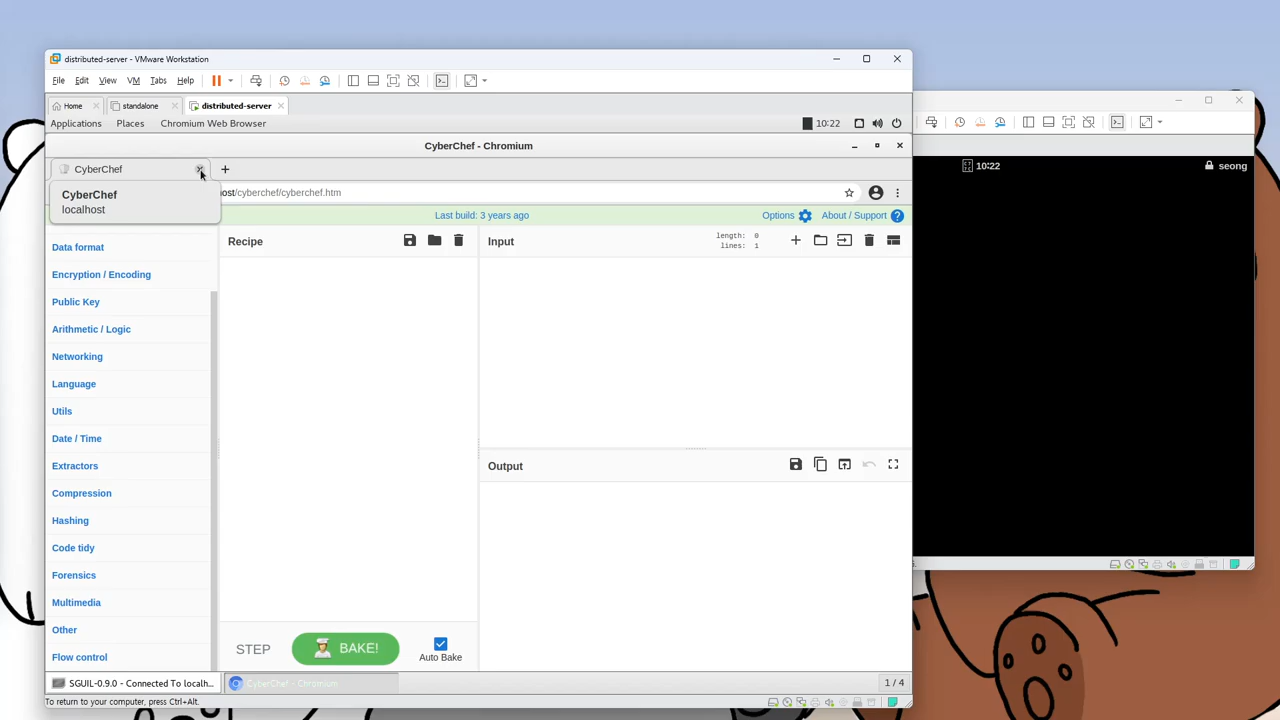 distributed-server - VMware Workstation
File Edit View VM Tabs Help
Home standalone distributed-server
Applications Places Chromium Web Browser 10:22
CyberChef - Chromium
CyberChef
10:22 seong
CyberChef
localhost
ost/cyberchef/cyberchef.htm
Last build: 3 years ago Options About / Support
Data format
Recipe
Input
length: 0
lines: 1
Encryption / Encoding
Public Key
Arithmetic / Logic
Networking
Language
Utils
Date / Time
Extractors
Output
Compression
Hashing
Code tidy
Forensics
Multimedia
Other
STEP BAKE! Auto Bake
Flow control
SGUIL-0.9.0 - Connected To localh... CyberChef - Chromium 1 / 4
To return to your computer, press Ctrl+Alt.